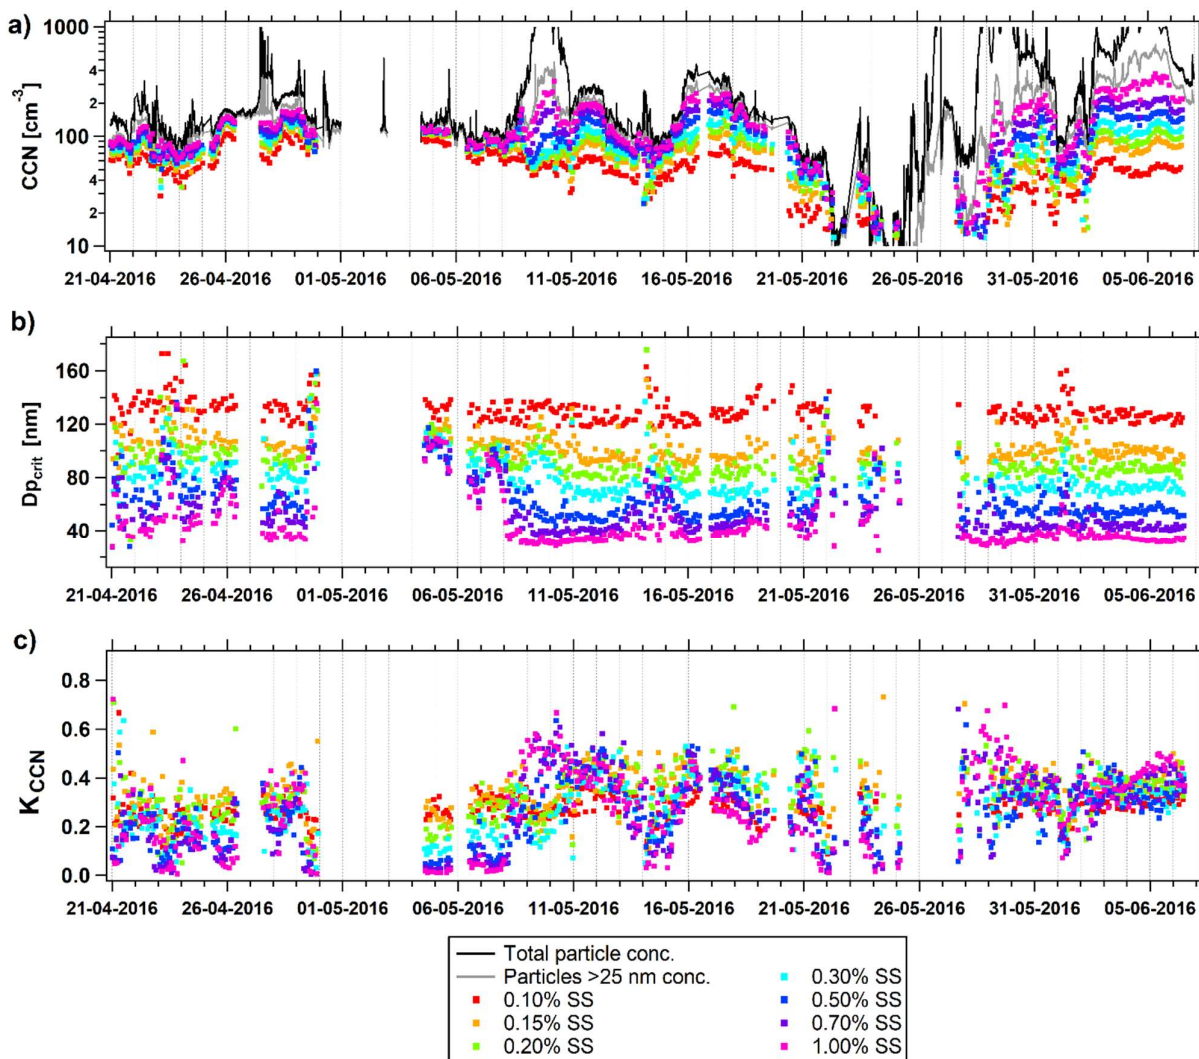 a)
1000
4
2
100
4
2
10
CCN [cm⁻³]
21-04-2016 26-04-2016 01-05-2016 06-05-2016 11-05-2016 16-05-2016 21-05-2016 26-05-2016 31-05-2016 05-06-2016
b)
160
120
80
40
Dp_crit [nm]
21-04-2016 26-04-2016 01-05-2016 06-05-2016 11-05-2016 16-05-2016 21-05-2016 26-05-2016 31-05-2016 05-06-2016
c)
0.8
0.6
0.4
0.2
0.0
K_CCN
21-04-2016 26-04-2016 01-05-2016 06-05-2016 11-05-2016 16-05-2016 21-05-2016 26-05-2016 31-05-2016 05-06-2016
Total particle conc.
Particles >25 nm conc.
0.10% SS
0.15% SS
0.20% SS
0.30% SS
0.50% SS
0.70% SS
1.00% SS